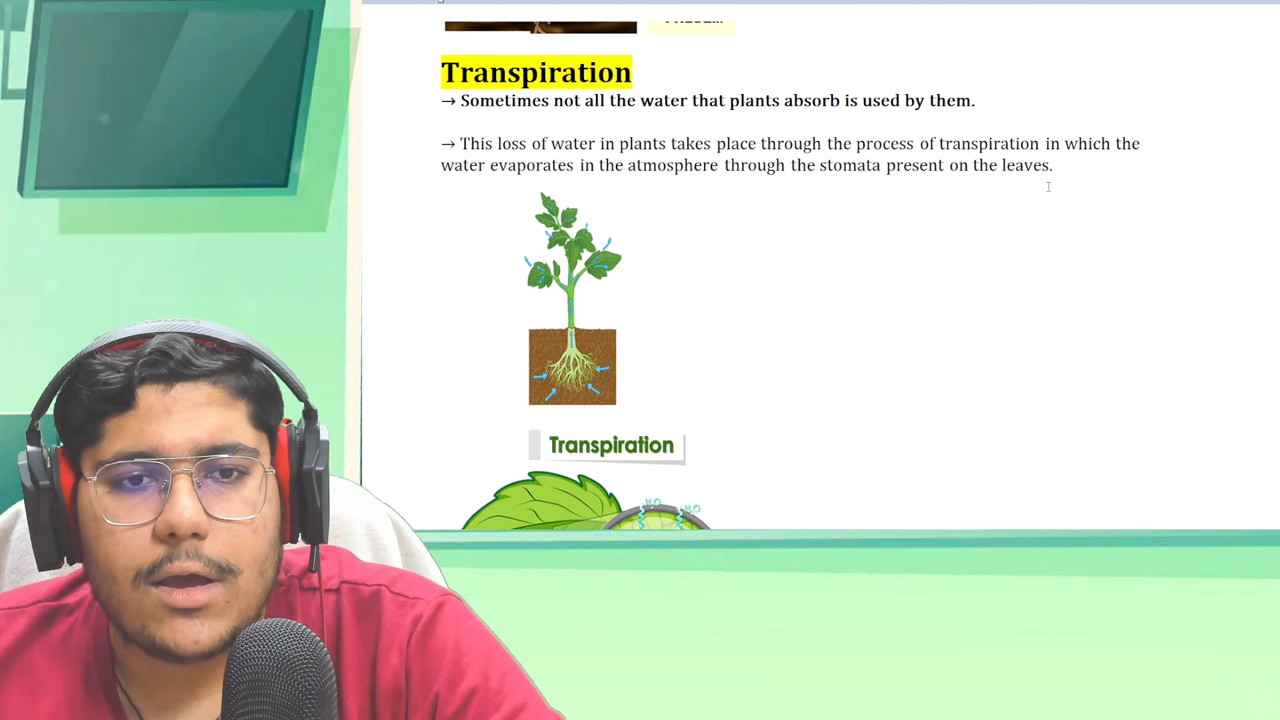 Transpiration
→ Sometimes not all the water that plants absorb is used by them.
→ This loss of water in plants takes place through the process of transpiration in which the
water evaporates in the atmosphere through the stomata present on the leaves.
Transpiration
H₂O
H₂O